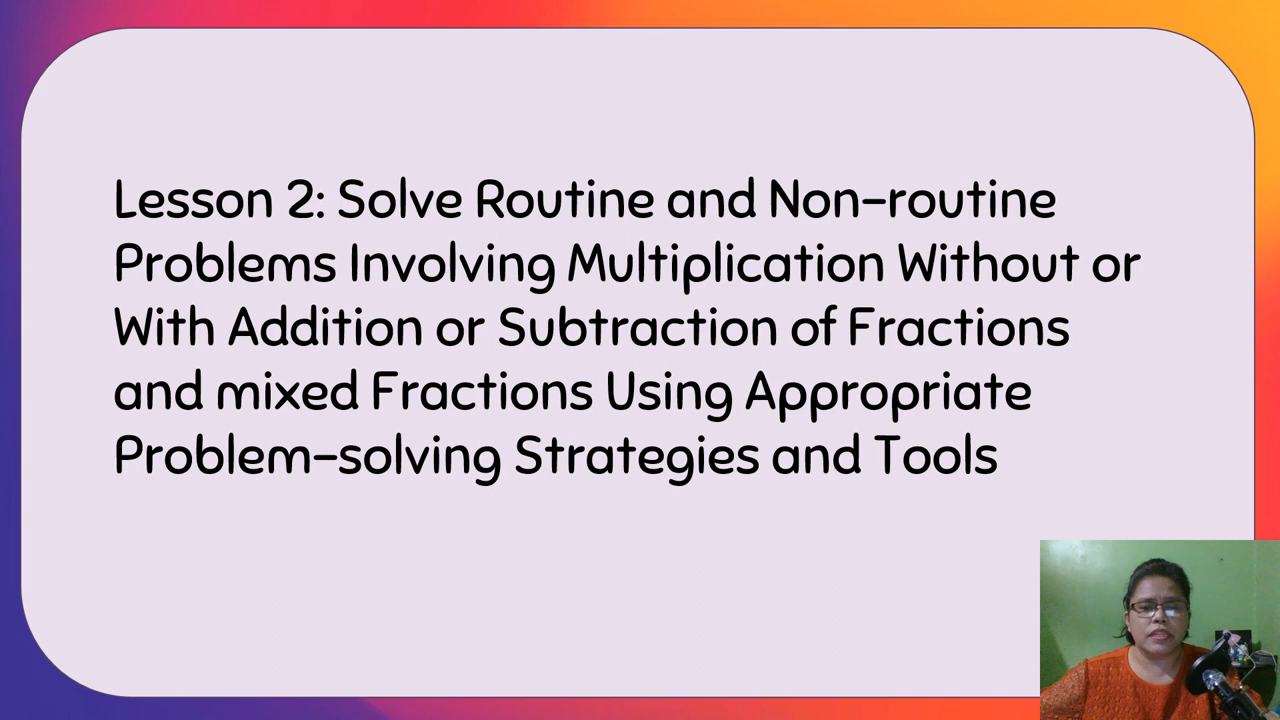 Lesson 2: Solve Routine and Non-routine
Problems Involving Multiplication Without or
With Addition or Subtraction of Fractions
and mixed Fractions Using Appropriate
Problem-solving Strategies and Tools